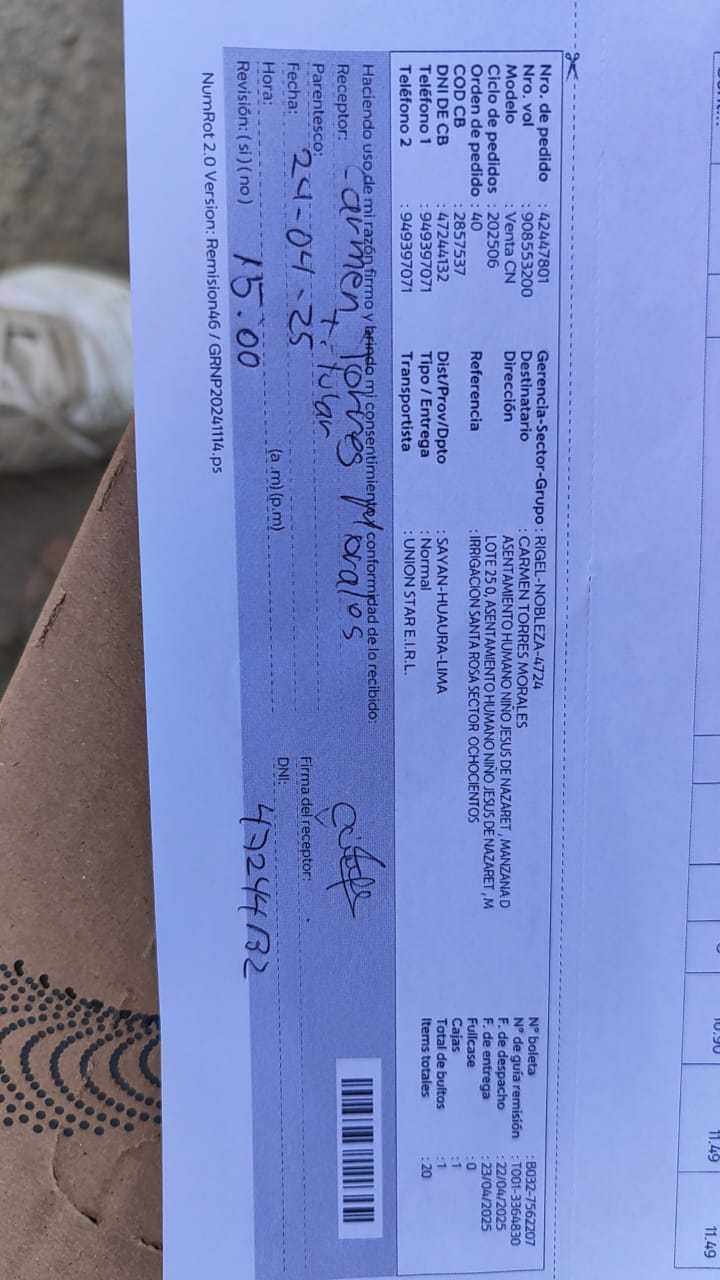 10.90 11.49 11.49
Nro. de pedido : 42447801
Nro. vol : 908553200
Modelo : Venta CN
Ciclo de pedidos : 202506
Orden de pedido : 40
COD CB : 2857537
DNI DE CB : 47244132
Teléfono 1 : 949397071
Teléfono 2 : 949397071
Gerencia-Sector-Grupo : RIGEL-NOBLEZA-4724
Destinatario : CARMEN TORRES MORALES
Dirección ASENTAMIENTO HUMANO NIÑO JESUS DE NAZARET , MANZANA D
LOTE 25 0, ASENTAMIENTO HUMANO NIÑO JESUS DE NAZARET , M
Referencia : IRRIGACION SANTA ROSA SECTOR OCHOCIENTOS
Dist/Prov/Dpto : SAYAN-HUAURA-LIMA
Tipo / Entrega : Normal
Transportista : UNION STAR E.I.R.L.
N° boleta : B032-7562207
N° de guía remisión : T001-3364830
F. de despacho : 22/04/2025
F. de entrega : 23/04/2025
Fullcase : 0
Cajas : 1
Total de bultos : 1
Items totales : 20
Haciendo uso de mi razón firmo y brindo mi consentimiento y conformidad de lo recibido:
Receptor: Carmen Torres Morales
Parentesco: titular
Fecha: 24-04-25
Hora: 15.00 (a .m) (p.m)
Revisión: ( si ) ( no )
Firma del receptor:
DNI: 47244132
NumRot 2.0 Version: Remision46 / GRNP20241114.ps